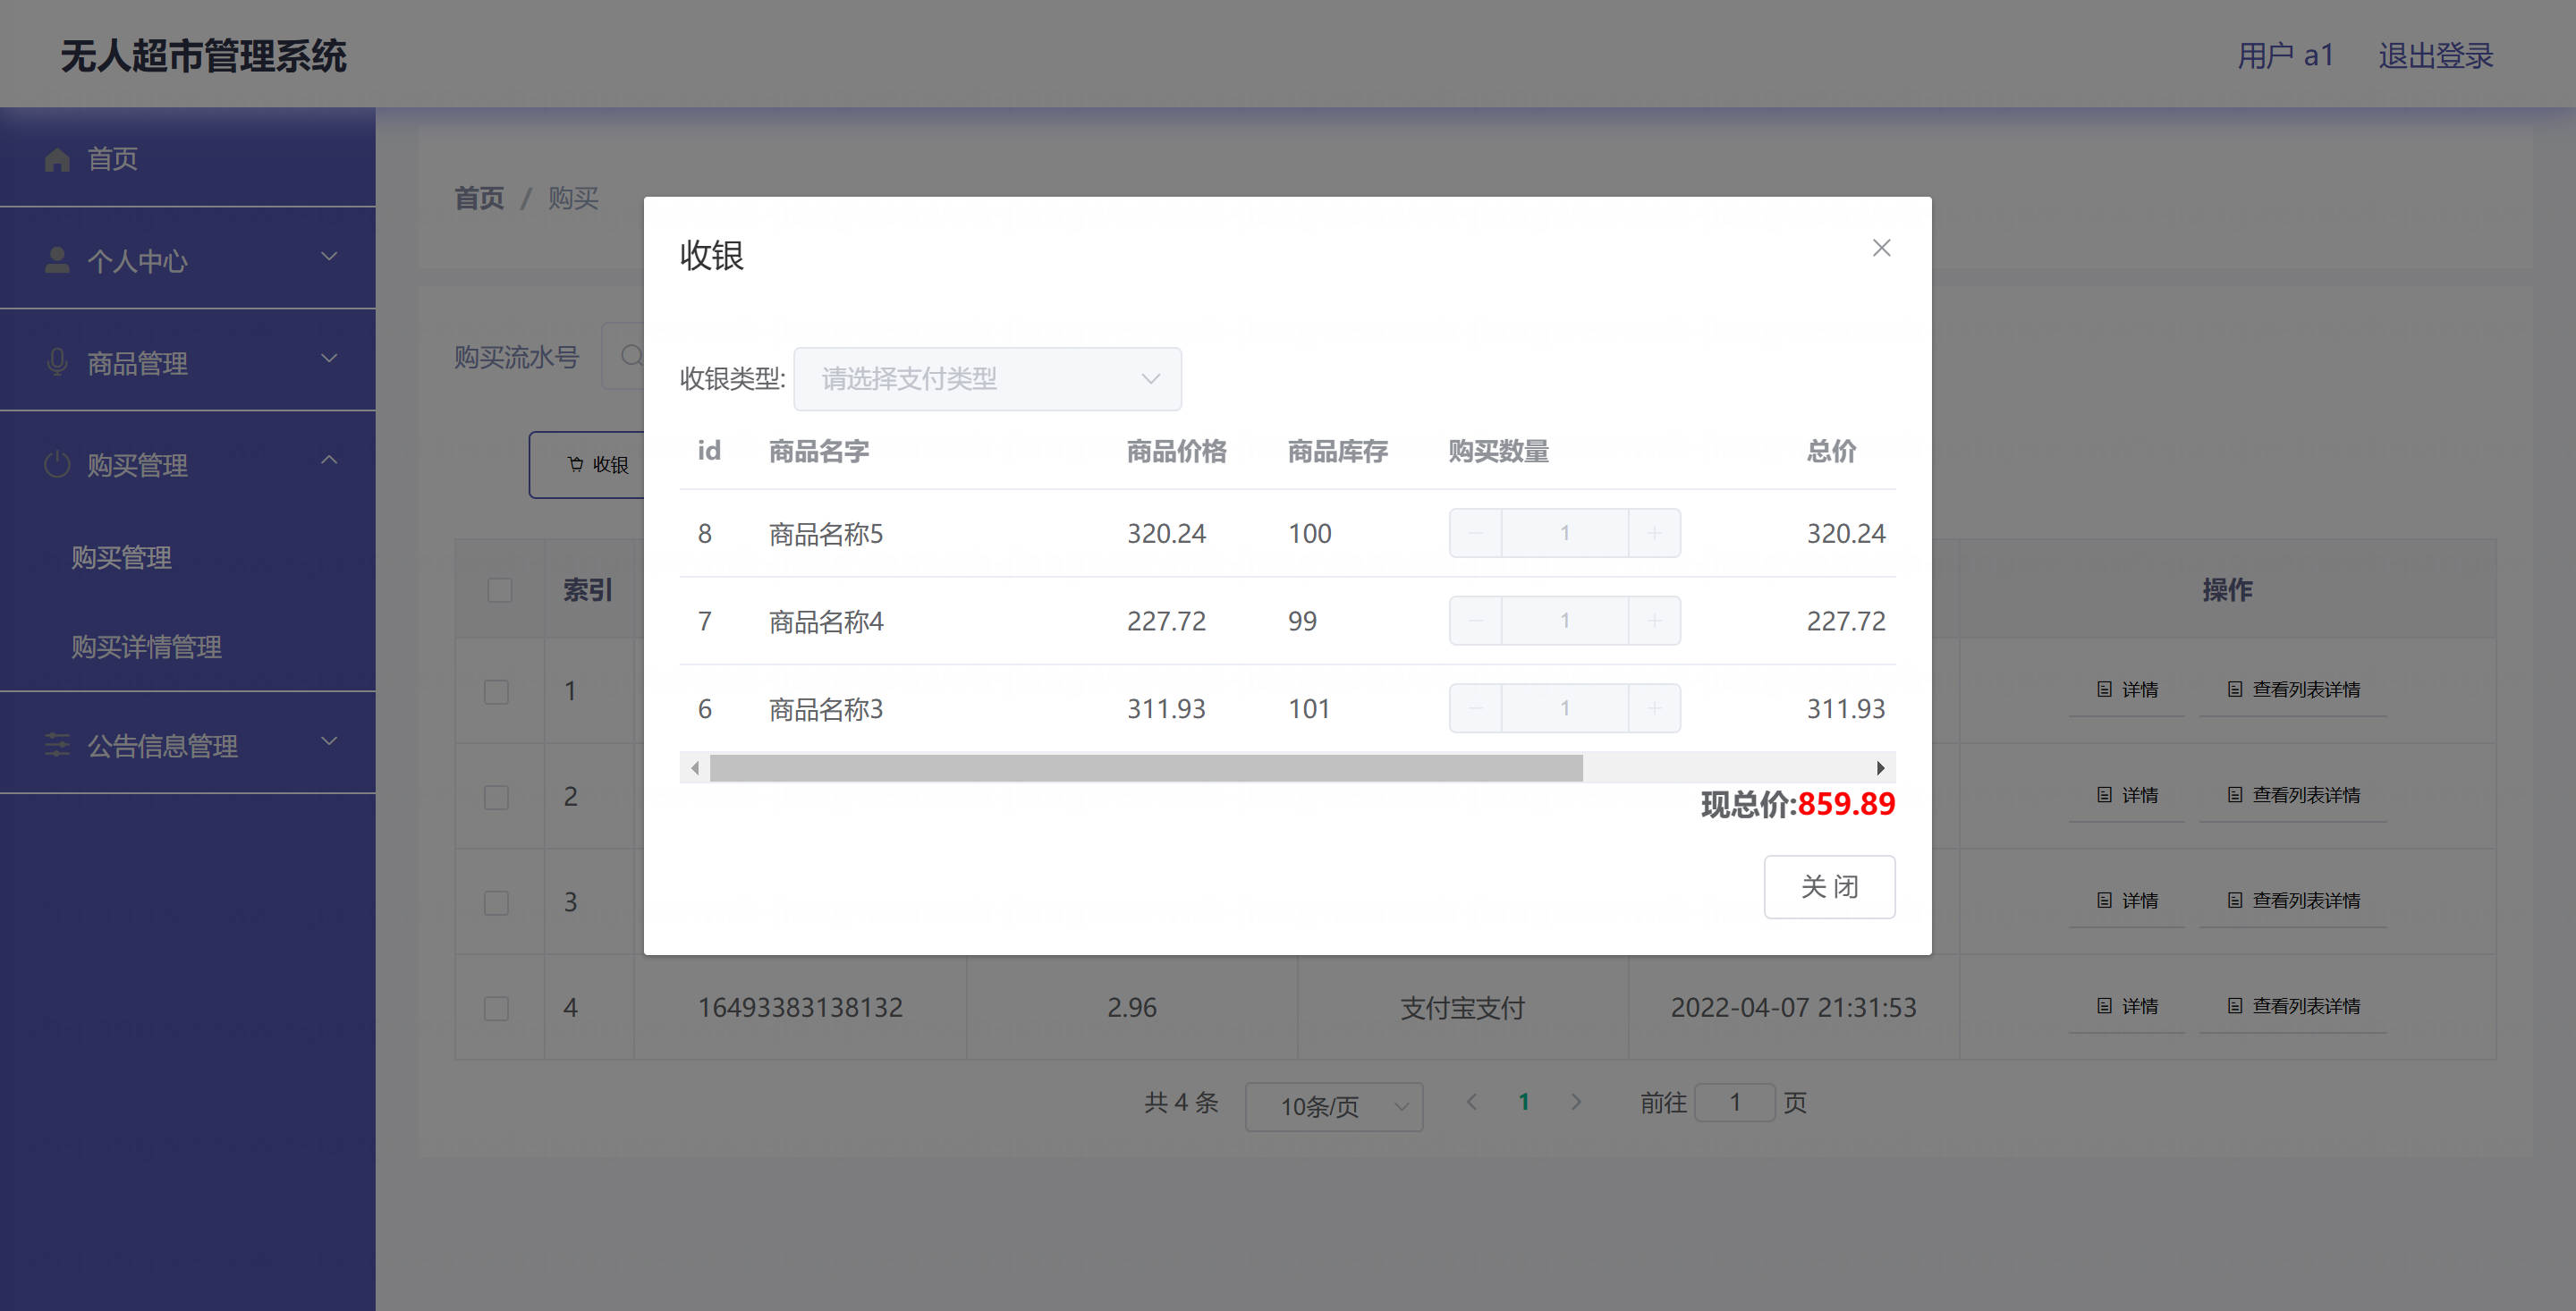 无人超市管理系统
用户 a1 退出登录
首页
个人中心
商品管理
购买管理
购买管理
购买详情管理
公告信息管理
首页 / 购买
购买流水号
收银
索引 操作
1 详情 查看列表详情
2 详情 查看列表详情
3 详情 查看列表详情
4 16493383138132 2.96 支付宝支付 2022-04-07 21:31:53 详情 查看列表详情
共 4 条 10条/页 1 前往 1 页
收银
收银类型: 请选择支付类型
id 商品名字 商品价格 商品库存 购买数量 总价
8 商品名称5 320.24 100 1 320.24
7 商品名称4 227.72 99 1 227.72
6 商品名称3 311.93 101 1 311.93
现总价:859.89
关 闭